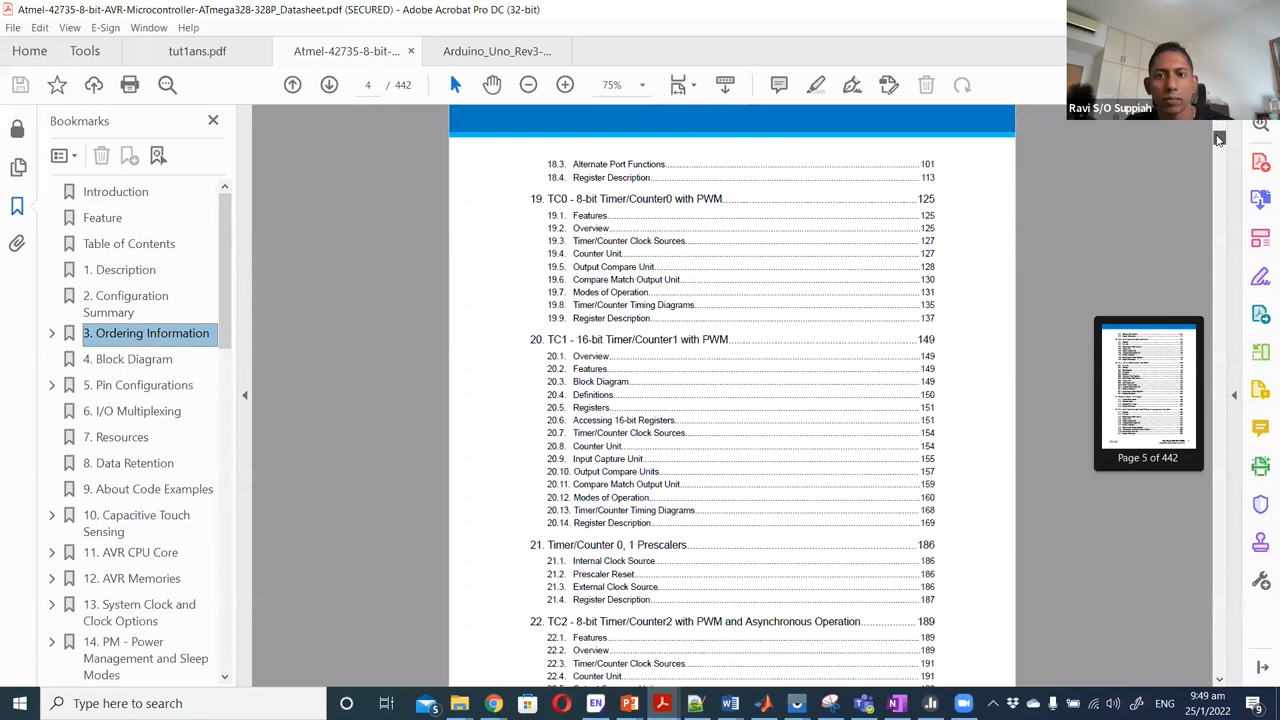 Atmel-42735-8-bit-AVR-Microcontroller-ATmega328-328P_Datasheet.pdf (SECURED) - Adobe Acrobat Pro DC (32-bit)
File Edit View E-Sign Window Help
Home Tools tut1ans.pdf Atmel-42735-8-bit-... × Arduino_Uno_Rev3-...
4 / 442 75%
Ravi S/O Suppiah
Bookmarks
Introduction
Feature
Table of Contents
1. Description
2. Configuration
Summary
3. Ordering Information
4. Block Diagram
5. Pin Configurations
6. I/O Multiplexing
7. Resources
8. Data Retention
9. About Code Examples
10. Capacitive Touch
Sensing
11. AVR CPU Core
12. AVR Memories
13. System Clock and
Clock Options
14. PM - Power
Management and Sleep
Modes
18.3. Alternate Port Functions 101
18.4. Register Description 113
19. TC0 - 8-bit Timer/Counter0 with PWM 125
19.1. Features 125
19.2. Overview 125
19.3. Timer/Counter Clock Sources 127
19.4. Counter Unit 127
19.5. Output Compare Unit 128
19.6. Compare Match Output Unit 130
19.7. Modes of Operation 131
19.8. Timer/Counter Timing Diagrams 135
19.9. Register Description 137
20. TC1 - 16-bit Timer/Counter1 with PWM 149
20.1. Overview 149
20.2. Features 149
20.3. Block Diagram 149
20.4. Definitions 150
20.5. Registers 151
20.6. Accessing 16-bit Registers 151
20.7. Timer/Counter Clock Sources 154
20.8. Counter Unit 154
20.9. Input Capture Unit 155
20.10. Output Compare Units 157
20.11. Compare Match Output Unit 159
20.12. Modes of Operation 160
20.13. Timer/Counter Timing Diagrams 168
20.14. Register Description 169
21. Timer/Counter 0, 1 Prescalers 186
21.1. Internal Clock Source 186
21.2. Prescaler Reset 186
21.3. External Clock Source 186
21.4. Register Description 187
22. TC2 - 8-bit Timer/Counter2 with PWM and Asynchronous Operation 189
22.1. Features 189
22.2. Overview 189
22.3. Timer/Counter Clock Sources 191
22.4. Counter Unit 191
Page 5 of 442
Type here to search
EN
9:49 am
25/1/2022